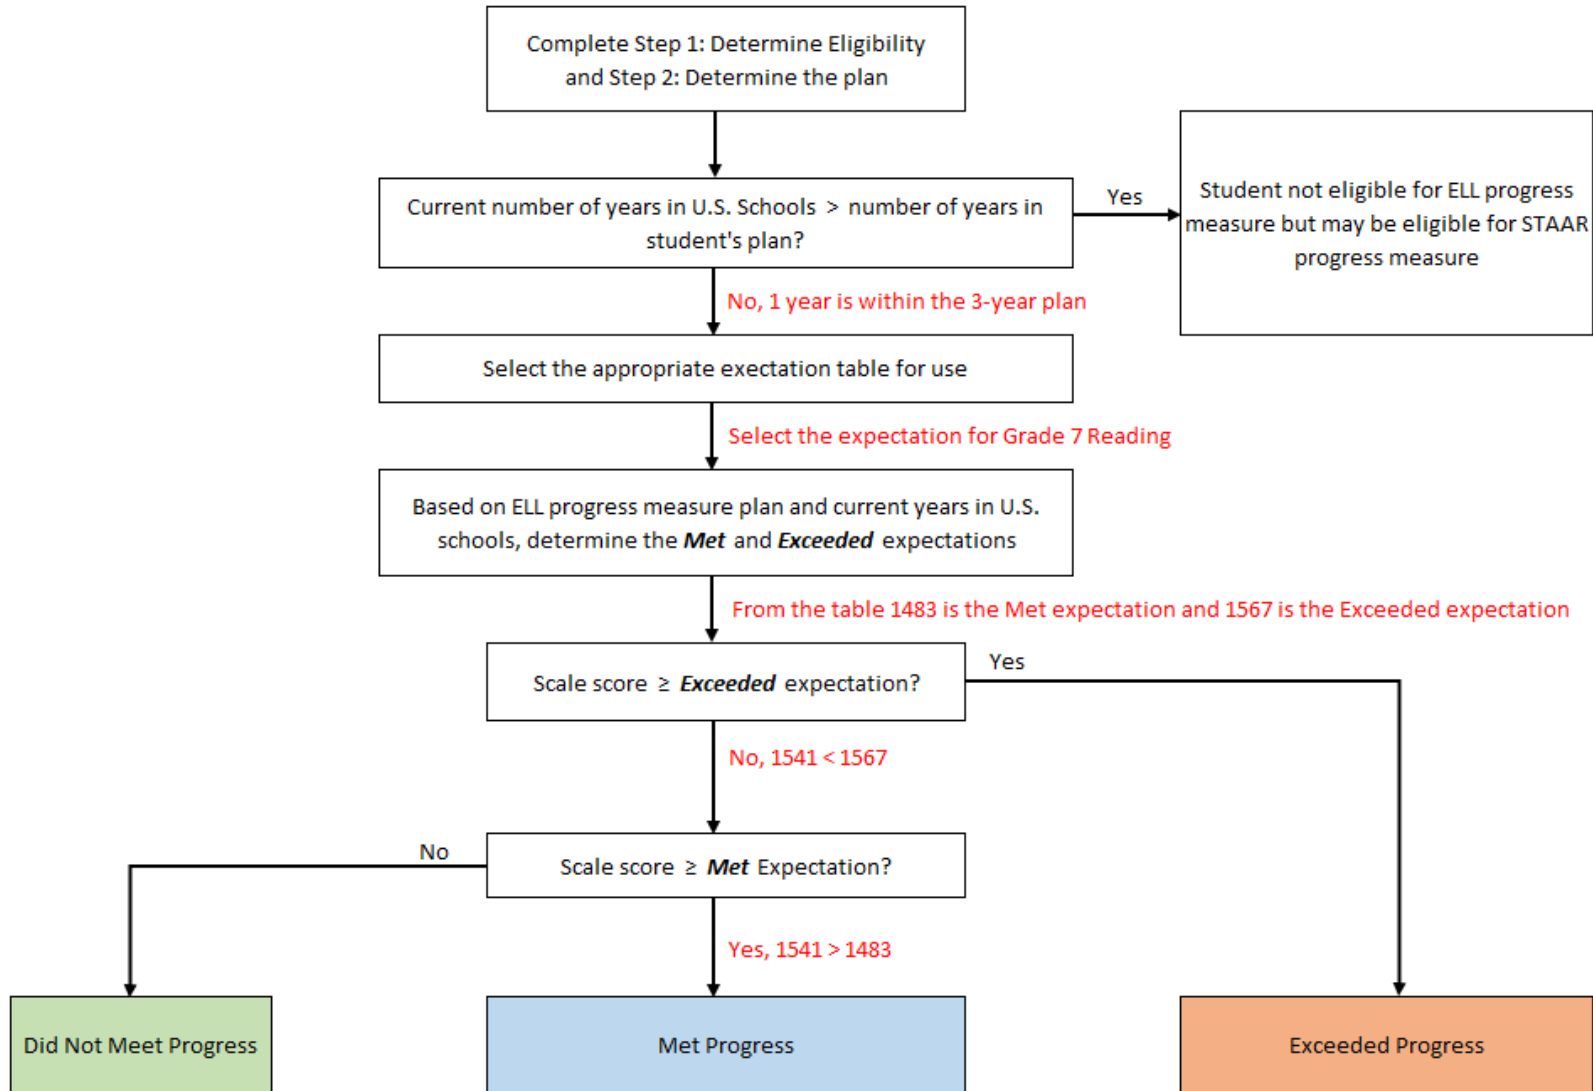 Complete Step 1: Determine Eligibility
and Step 2: Determine the plan
Current number of years in U.S. Schools > number of years in
student's plan?
Yes
Student not eligible for ELL progress
measure but may be eligible for STAAR
progress measure
No, 1 year is within the 3-year plan
Select the appropriate exectation table for use
Select the expectation for Grade 7 Reading
Based on ELL progress measure plan and current years in U.S.
schools, determine the Met and Exceeded expectations
From the table 1483 is the Met expectation and 1567 is the Exceeded expectation
Scale score ≥ Exceeded expectation?
Yes
No, 1541 < 1567
Scale score ≥ Met Expectation?
No
Yes, 1541 > 1483
Did Not Meet Progress
Met Progress
Exceeded Progress